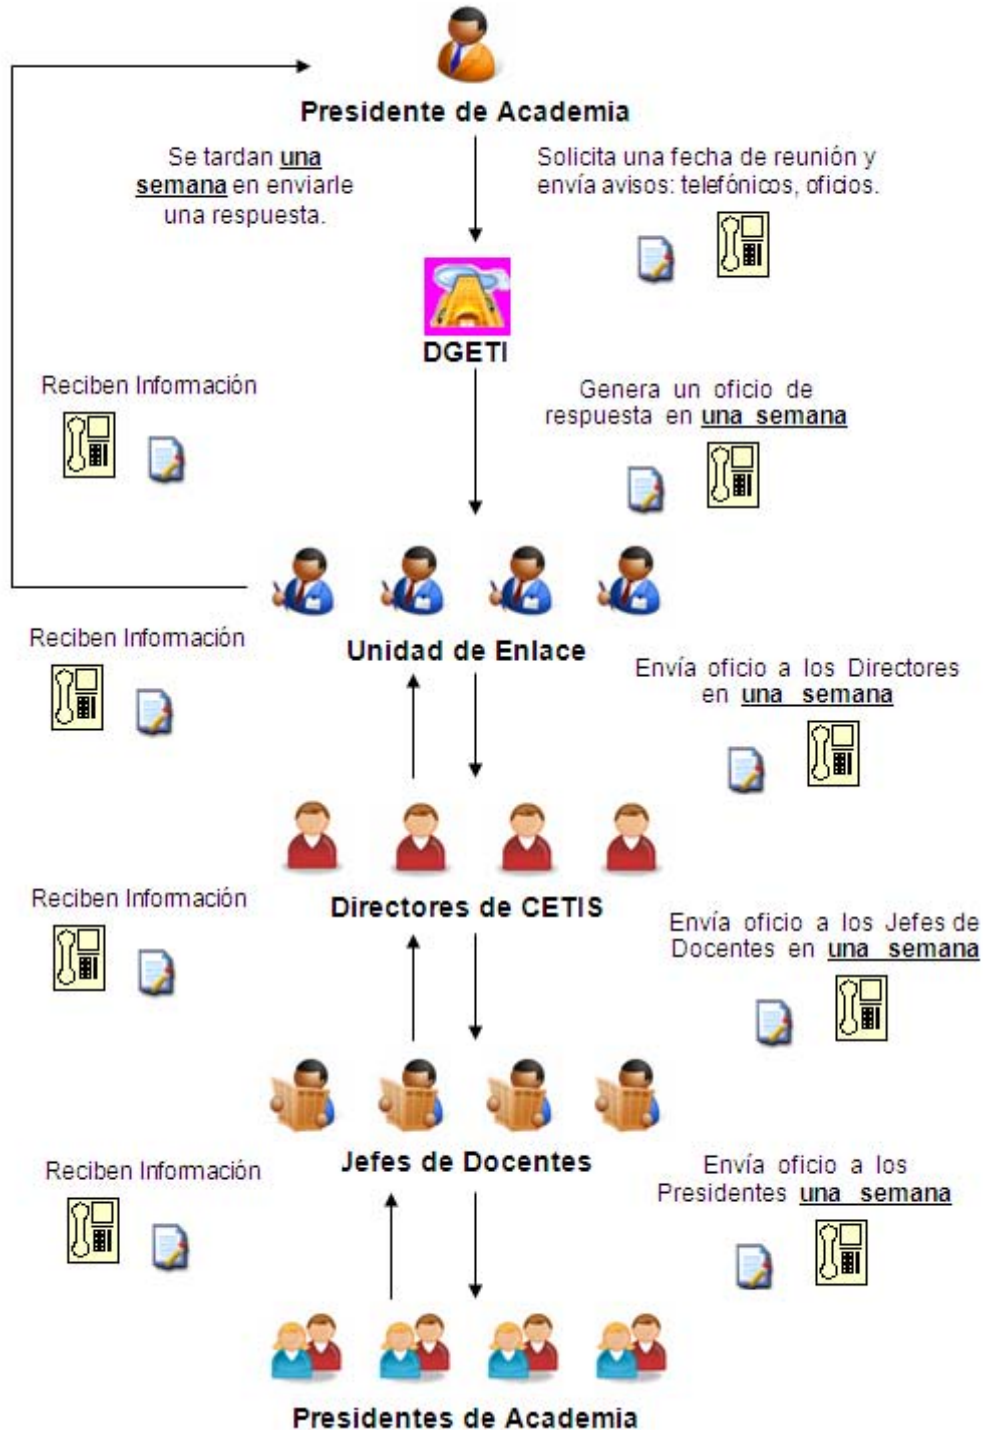 Presidente de Academia
Se tardan una
semana en enviarle
una respuesta.
Solicita una fecha de reunión y
envía avisos: telefónicos, oficios.
DGETI
Reciben Información
Genera un oficio de
respuesta en una semana
Unidad de Enlace
Reciben Información
Envía oficio a los Directores
en una semana
Directores de CETIS
Reciben Información
Envía oficio a los Jefes de
Docentes en una semana
Jefes de Docentes
Reciben Información
Envía oficio a los
Presidentes una semana
Presidentes de Academia